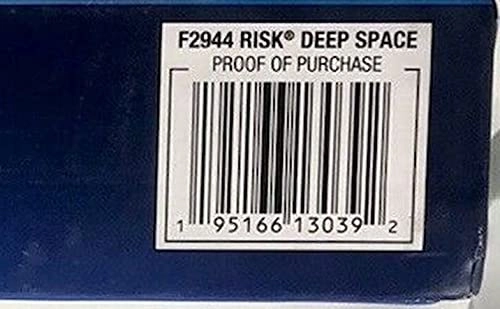 F2944 RISK® DEEP SPACE
PROOF OF PURCHASE
1 95166 13039 2